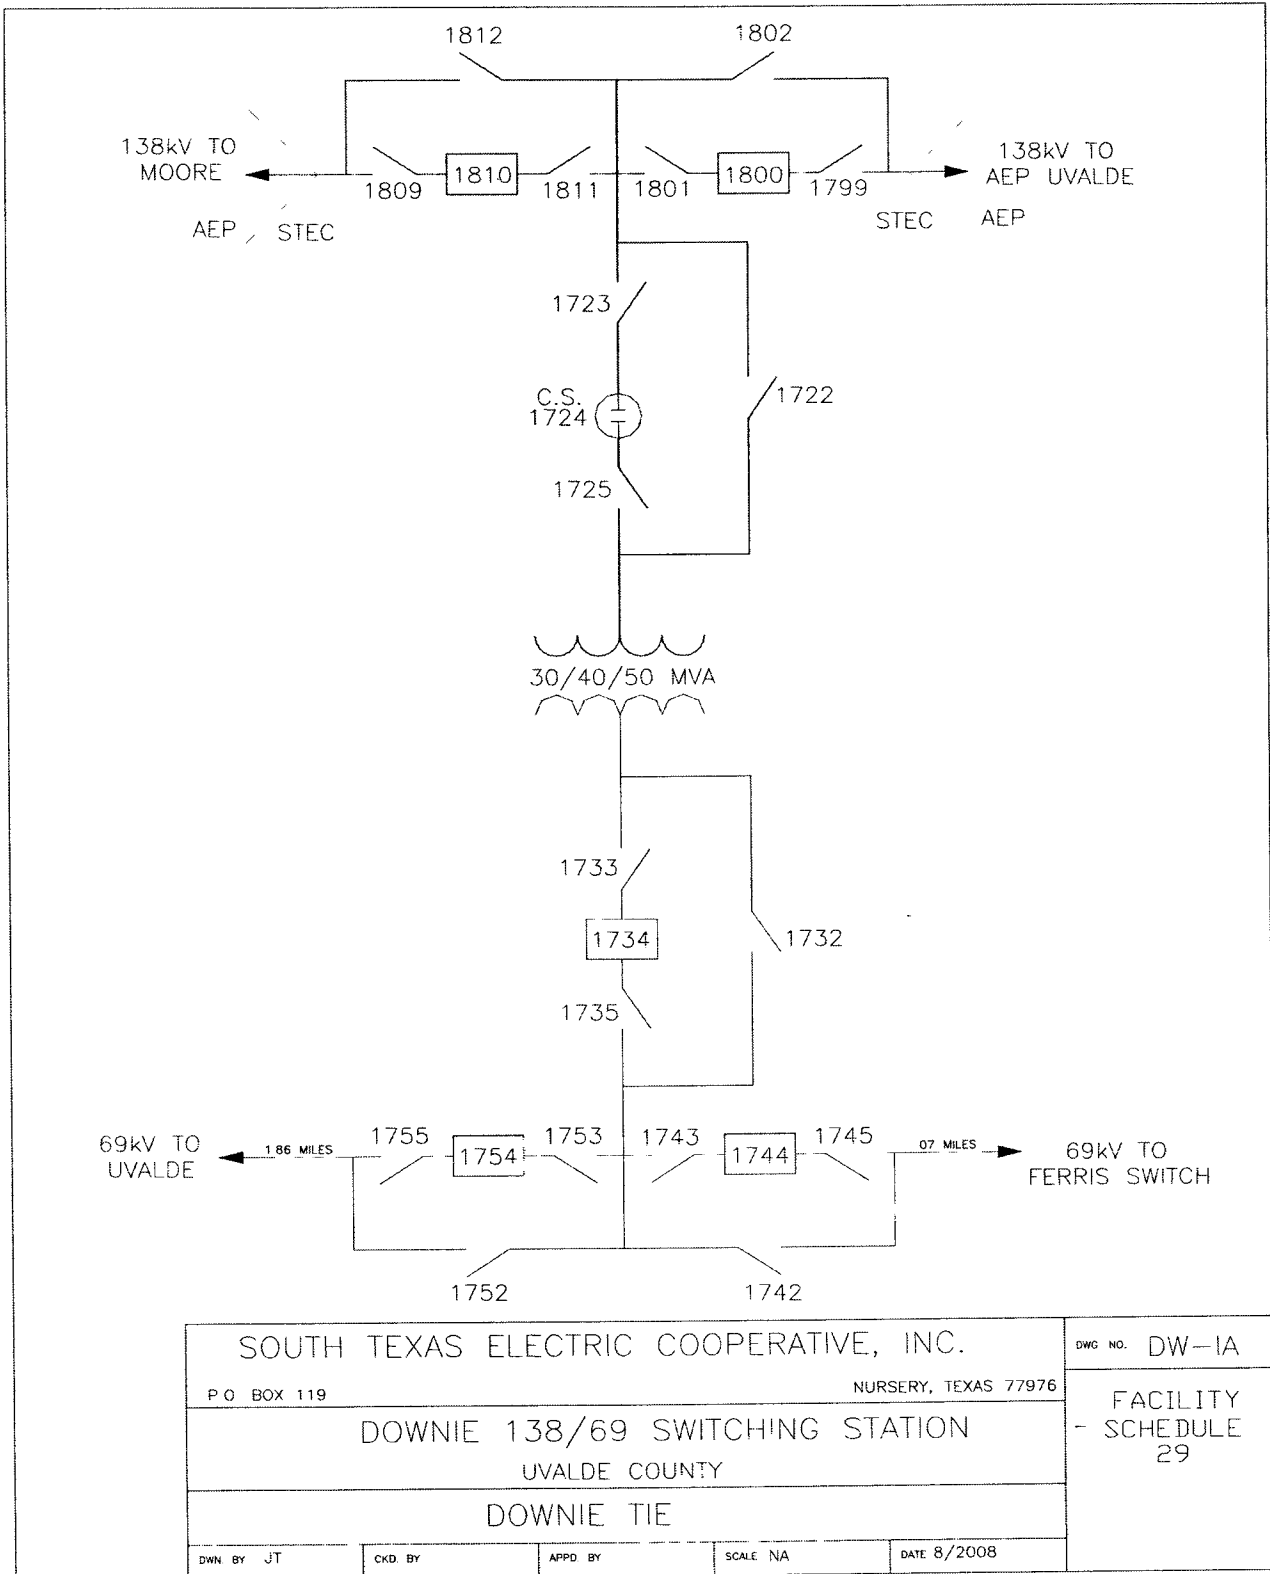 1812
1802
138kV TO
MOORE
1809
1810
1811
1801
1800
1799
138kV TO
AEP UVALDE
AEP
STEC
STEC
AEP
1723
C.S.
1724
1722
1725
30/40/50 MVA
1733
1734
1732
1735
69kV TO
UVALDE
1 86 MILES
1755
1754
1753
1743
1744
1745
07 MILES
69kV TO
FERRIS SWITCH
1752
1742
SOUTH TEXAS ELECTRIC COOPERATIVE, INC.
P O BOX 119
NURSERY, TEXAS 77976
DWG NO. DW-1A
DOWNIE 138/69 SWITCHING STATION
UVALDE COUNTY
FACILITY
- SCHEDULE
29
DOWNIE TIE
DWN BY JT
CKD. BY
APPD BY
SCALE NA
DATE 8/2008